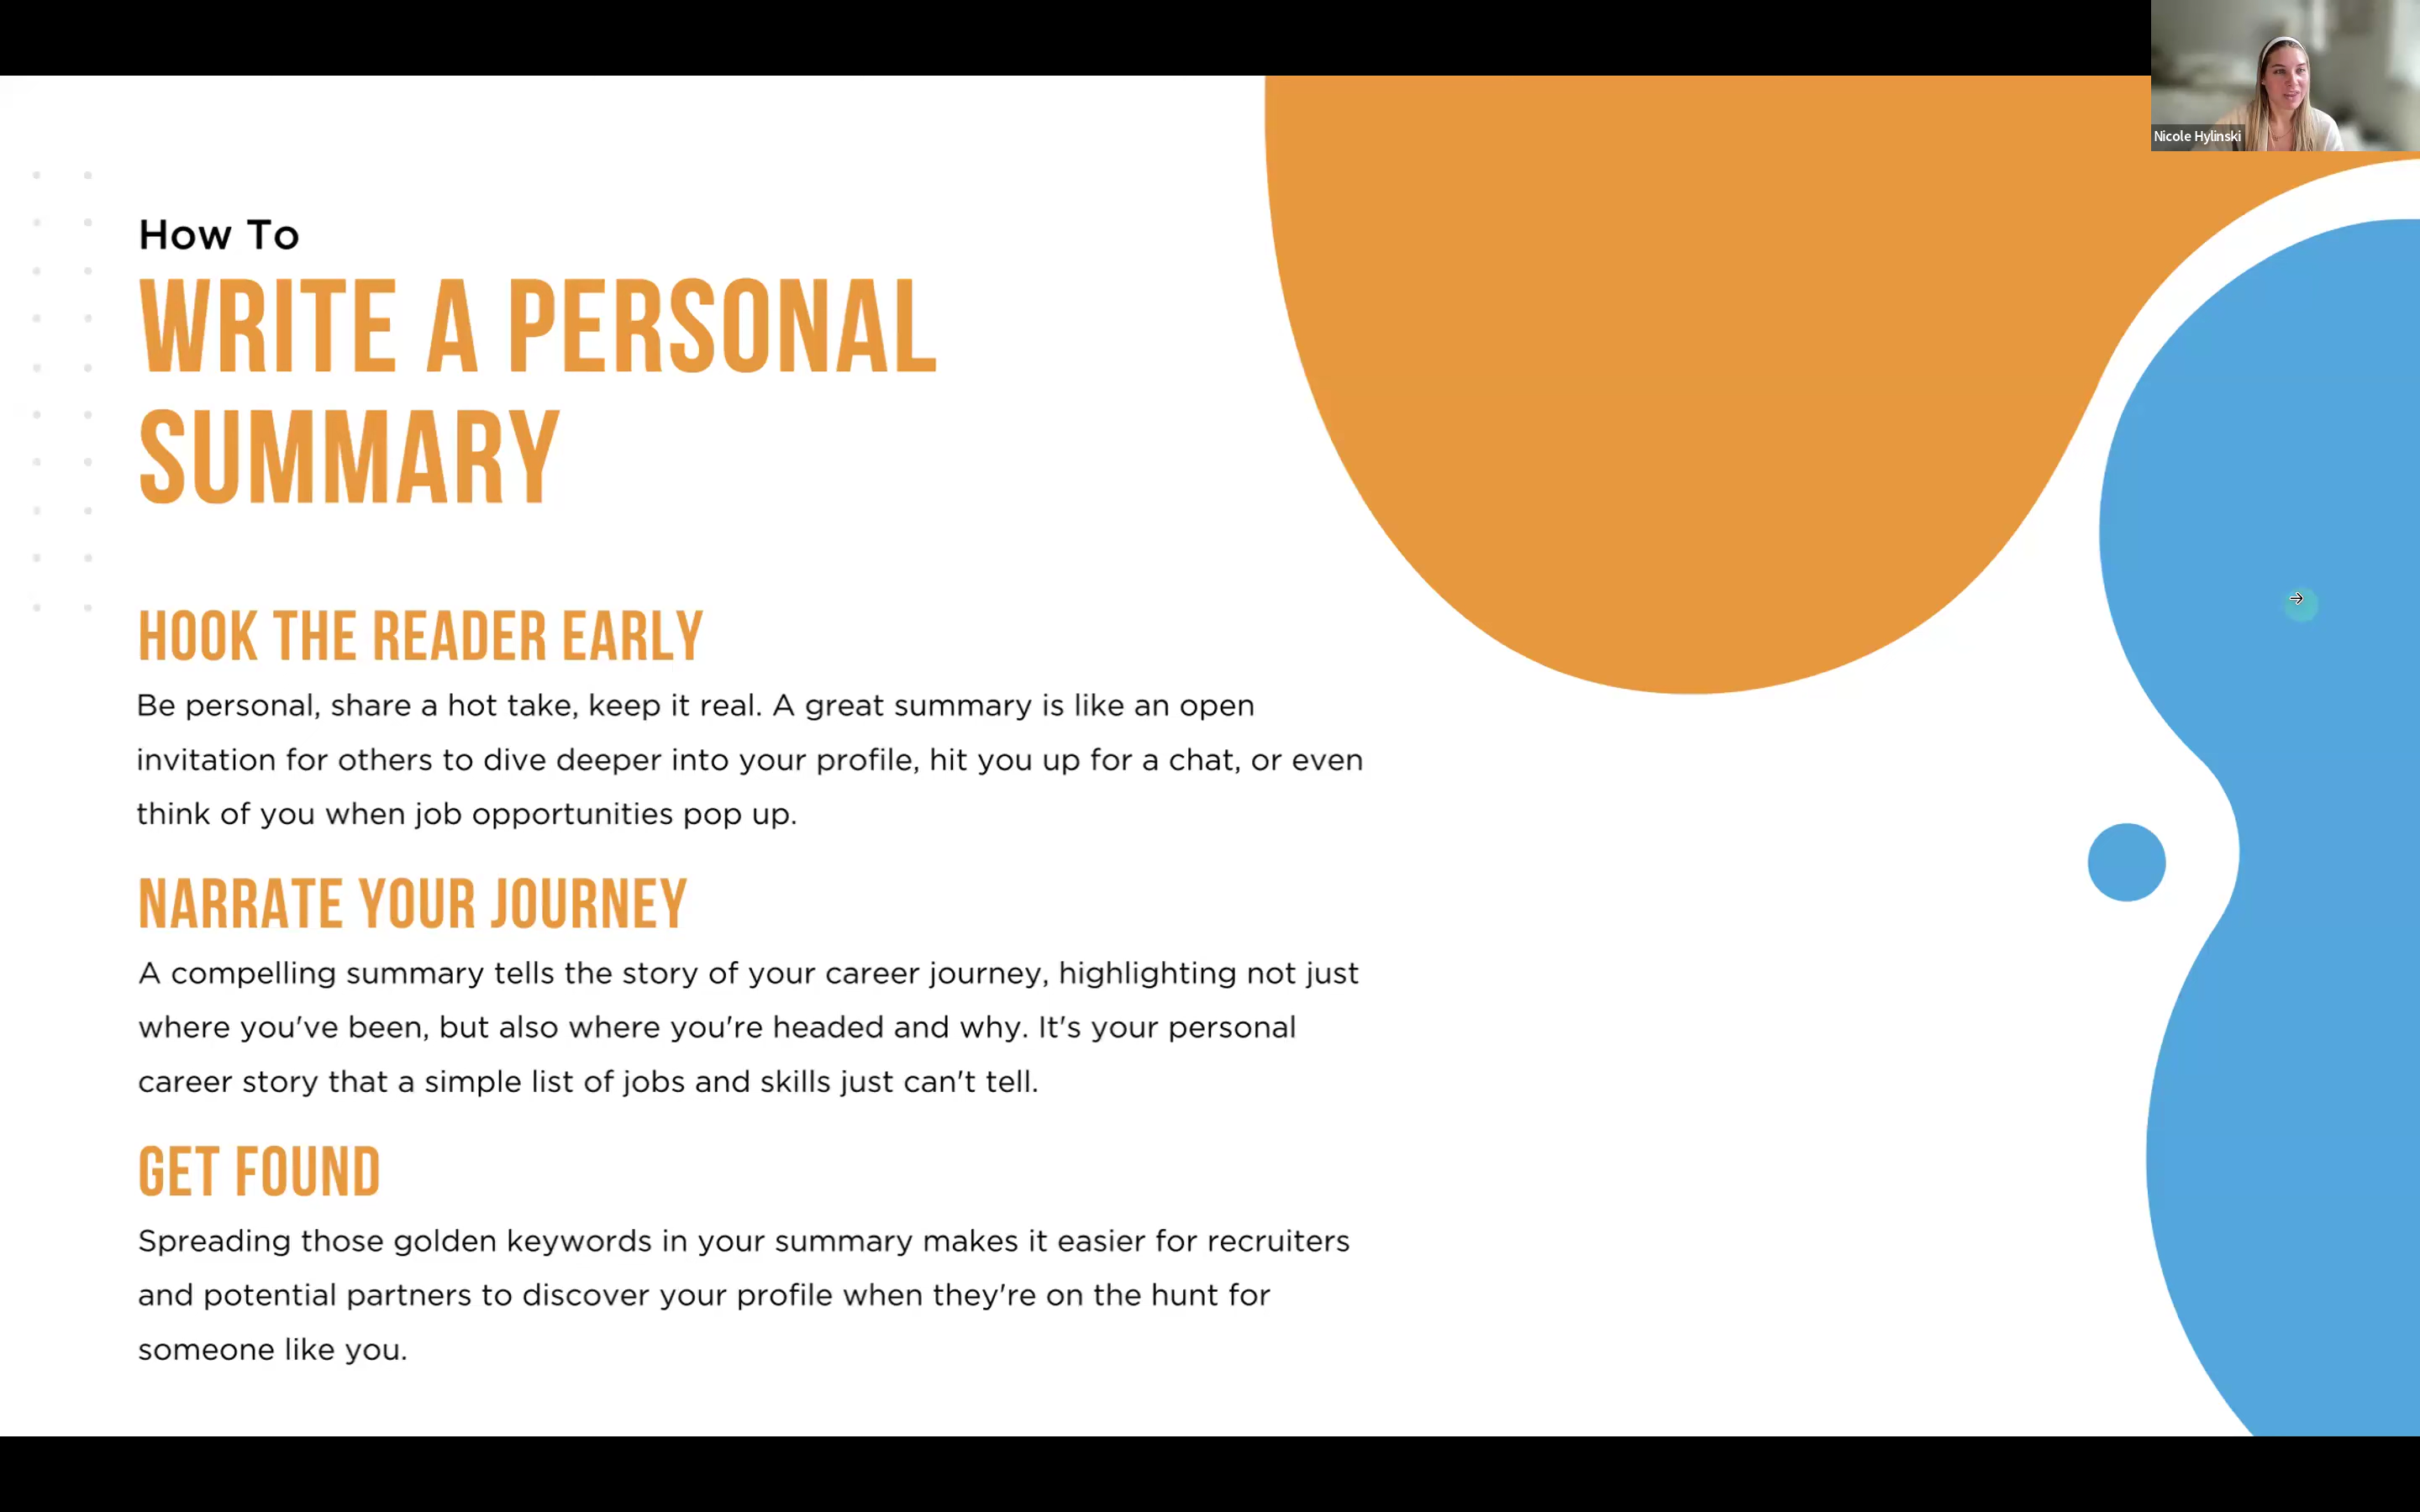 Nicole Hylinski
How To
WRITE A PERSONAL
SUMMARY
HOOK THE READER EARLY
Be personal, share a hot take, keep it real. A great summary is like an open
invitation for others to dive deeper into your profile, hit you up for a chat, or even
think of you when job opportunities pop up.
NARRATE YOUR JOURNEY
A compelling summary tells the story of your career journey, highlighting not just
where you've been, but also where you're headed and why. It's your personal
career story that a simple list of jobs and skills just can't tell.
GET FOUND
Spreading those golden keywords in your summary makes it easier for recruiters
and potential partners to discover your profile when they're on the hunt for
someone like you.